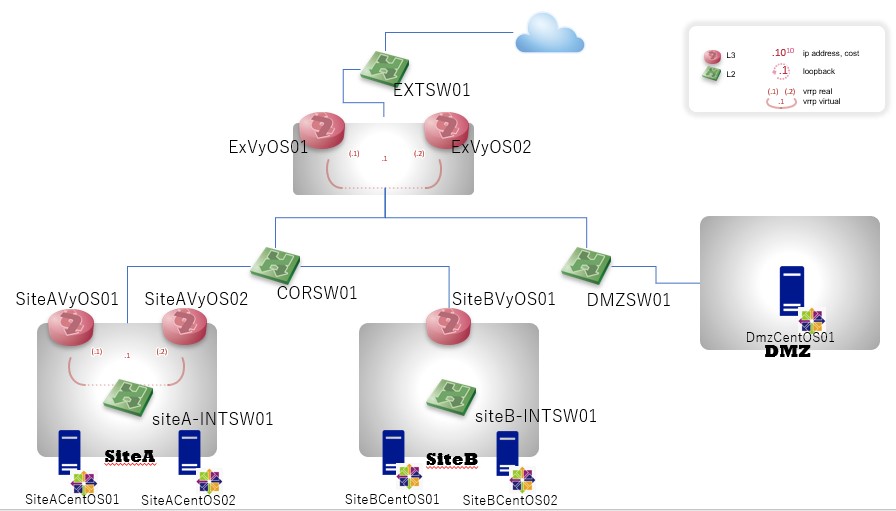 EXTSW01
L3
.10¹⁰ ip address, cost
L2
.1 loopback
(.1) (.2) vrrp real
.1 vrrp virtual
ExVyOS01
ExVyOS02
(.1)
.1
(.2)
CORSW01
DMZSW01
SiteAVyOS01
SiteAVyOS02
SiteBVyOS01
DmzCentOS01
DMZ
(.1)
.1
(.2)
siteA-INTSW01
siteB-INTSW01
SiteA
SiteB
SiteACentOS01
SiteACentOS02
SiteBCentOS01
SiteBCentOS02